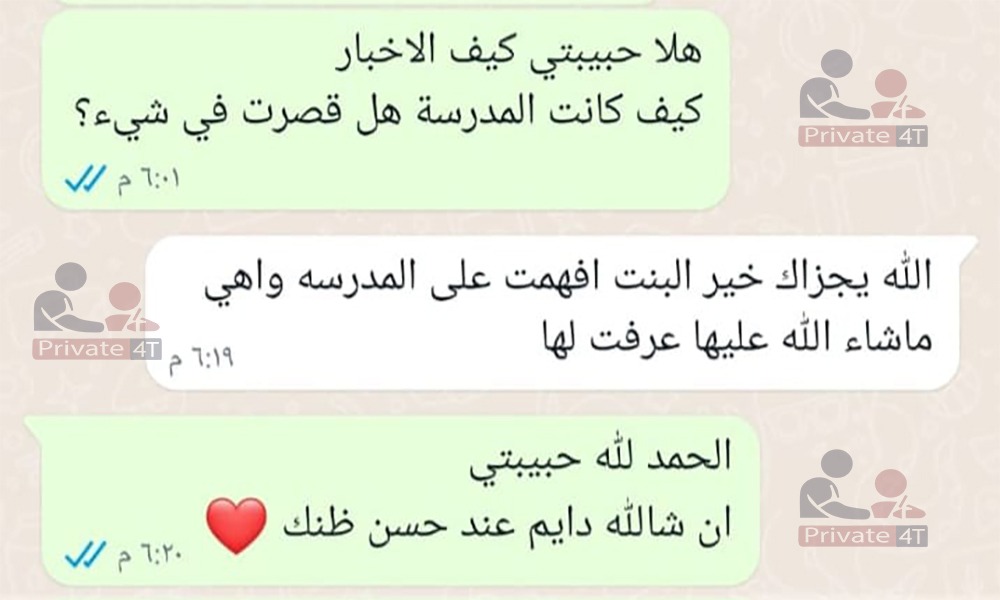 هلا حبيبتي كيف الاخبار
كيف كانت المدرسة هل قصرت في شيء؟
٦:٠١ م
Private 4T
الله يجزاك خير البنت افهمت على المدرسه واهي
ماشاء الله عليها عرفت لها
٦:١٩ م
Private 4T
الحمد لله حبيبتي
ان شالله دايم عند حسن ظنك ❤️
٦:٢٠ م
Private 4T